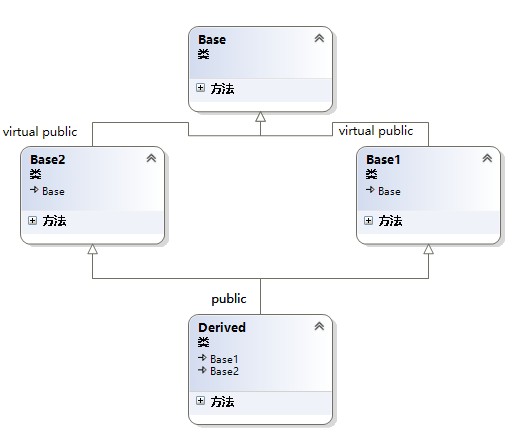 Base
类
方法
virtual public
virtual public
Base2
类
Base
方法
Base1
类
Base
方法
public
Derived
类
Base1
Base2
方法